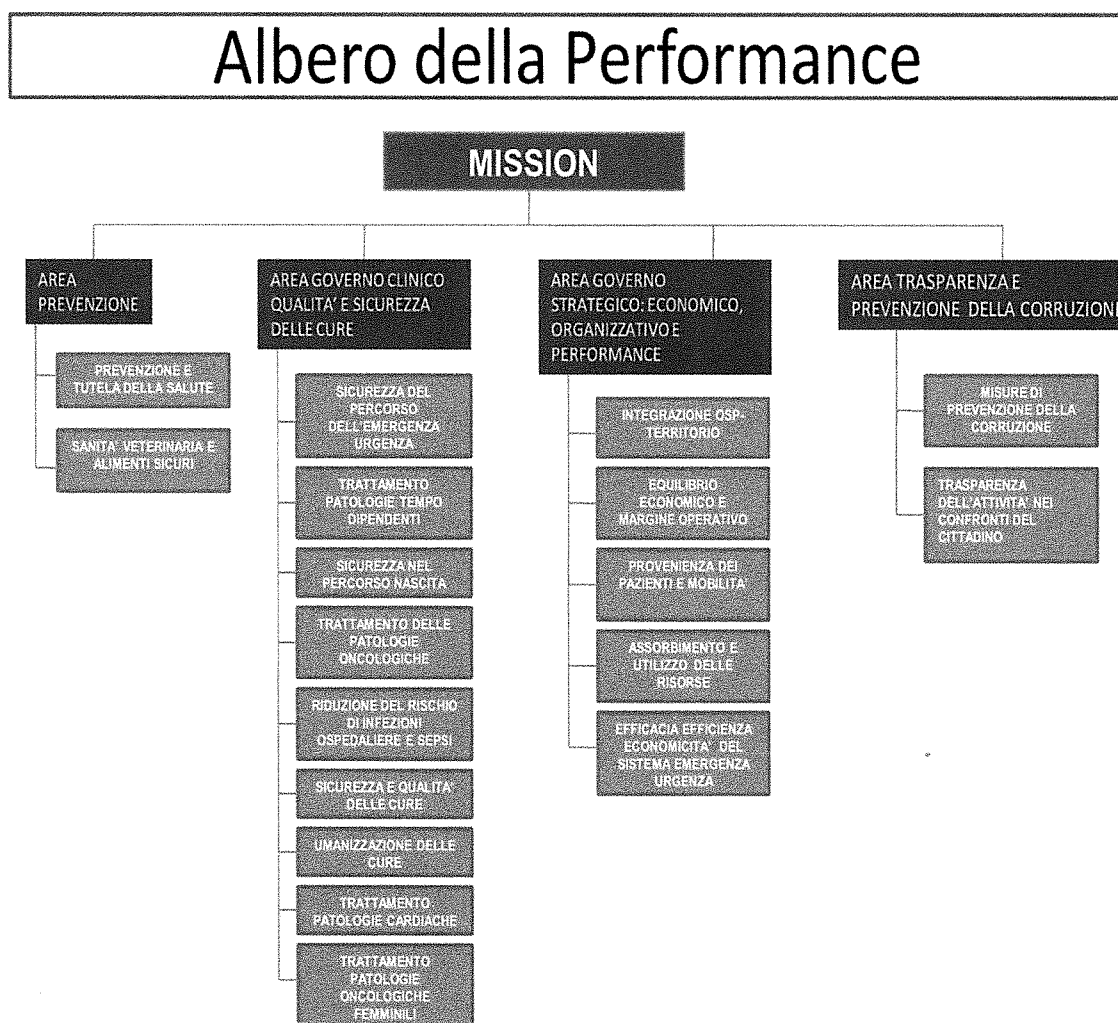 Albero della Performance
MISSION
AREA
PREVENZIONE
PREVENZIONE E
TUTELA DELLA SALUTE
SANITA' VETERINARIA E
ALIMENTI SICURI
AREA GOVERNO CLINICO
QUALITA' E SICUREZZA
DELLE CURE
SICUREZZA DEL
PERCORSO
DELL'EMERGENZA
URGENZA
TRATTAMENTO
PATOLOGIE TEMPO
DIPENDENTI
SICUREZZA NEL
PERCORSO NASCITA
TRATTAMENTO DELLE
PATOLOGIE
ONCOLOGICHE
RIDUZIONE DEL RISCHIO
DI INFEZIONI
OSPEDALIERE E SEPSI
SICUREZZA E QUALITA'
DELLE CURE
UMANIZZAZIONE DELLE
CURE
TRATTAMENTO
PATOLOGIE CARDIACHE
TRATTAMENTO
PATOLOGIE
ONCOLOGICHE
FEMMINILI
AREA GOVERNO
STRATEGICO: ECONOMICO,
ORGANIZZATIVO E
PERFORMANCE
INTEGRAZIONE OSP-
TERRITORIO
EQUILIBRIO
ECONOMICO E
MARGINE OPERATIVO
PROVENIENZA DEI
PAZIENTI E MOBILITA'
ASSORBIMENTO E
UTILIZZO DELLE
RISORSE
EFFICACIA EFFICIENZA
ECONOMICITA' DEL
SISTEMA EMERGENZA
URGENZA
AREA TRASPARENZA E
PREVENZIONE DELLA CORRUZIONE
MISURE DI
PREVENZIONE DELLA
CORRUZIONE
TRASPARENZA
DELL'ATTIVITA' NEI
CONFRONTI DEL
CITTADINO